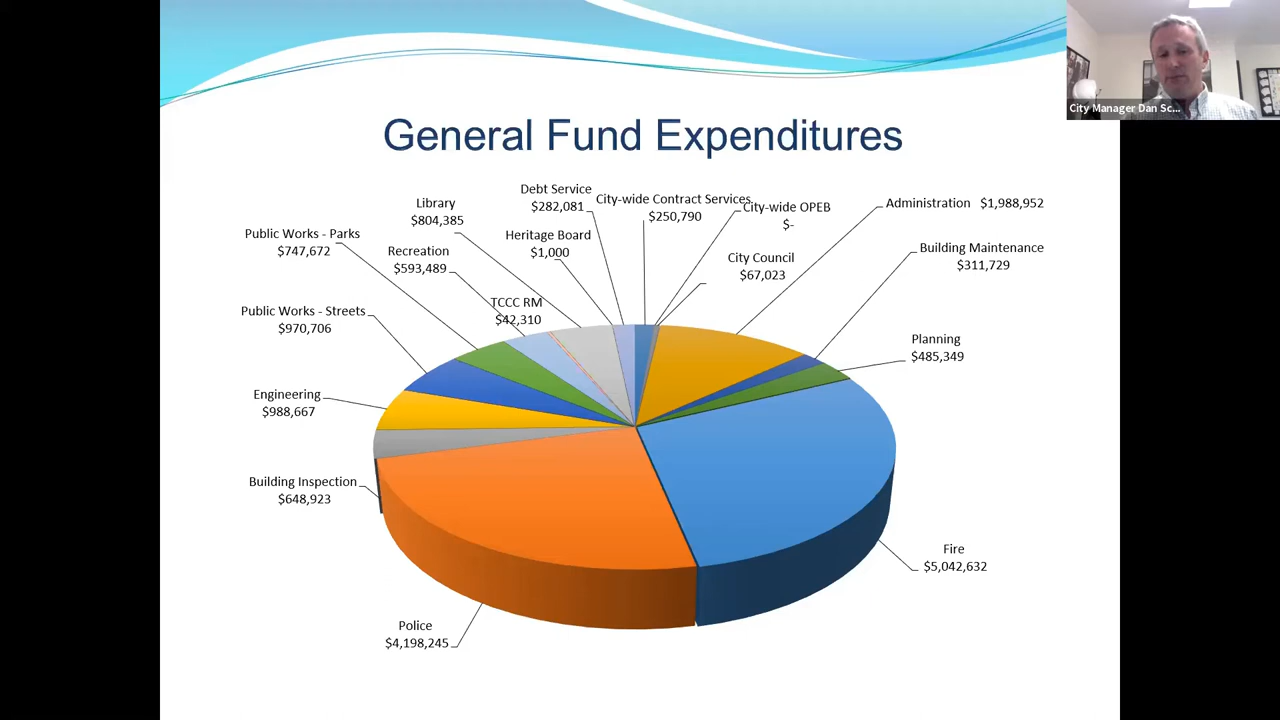 City Manager Dan Sc...
General Fund Expenditures
Debt Service
$282,081
City-wide Contract Services
$250,790
City-wide OPEB
$-
Administration $1,988,952
Library
$804,385
Heritage Board
$1,000
City Council
$67,023
Building Maintenance
$311,729
Public Works - Parks
$747,672
Recreation
$593,489
TCCC RM
$42,310
Public Works - Streets
$970,706
Planning
$485,349
Engineering
$988,667
Building Inspection
$648,923
Fire
$5,042,632
Police
$4,198,245